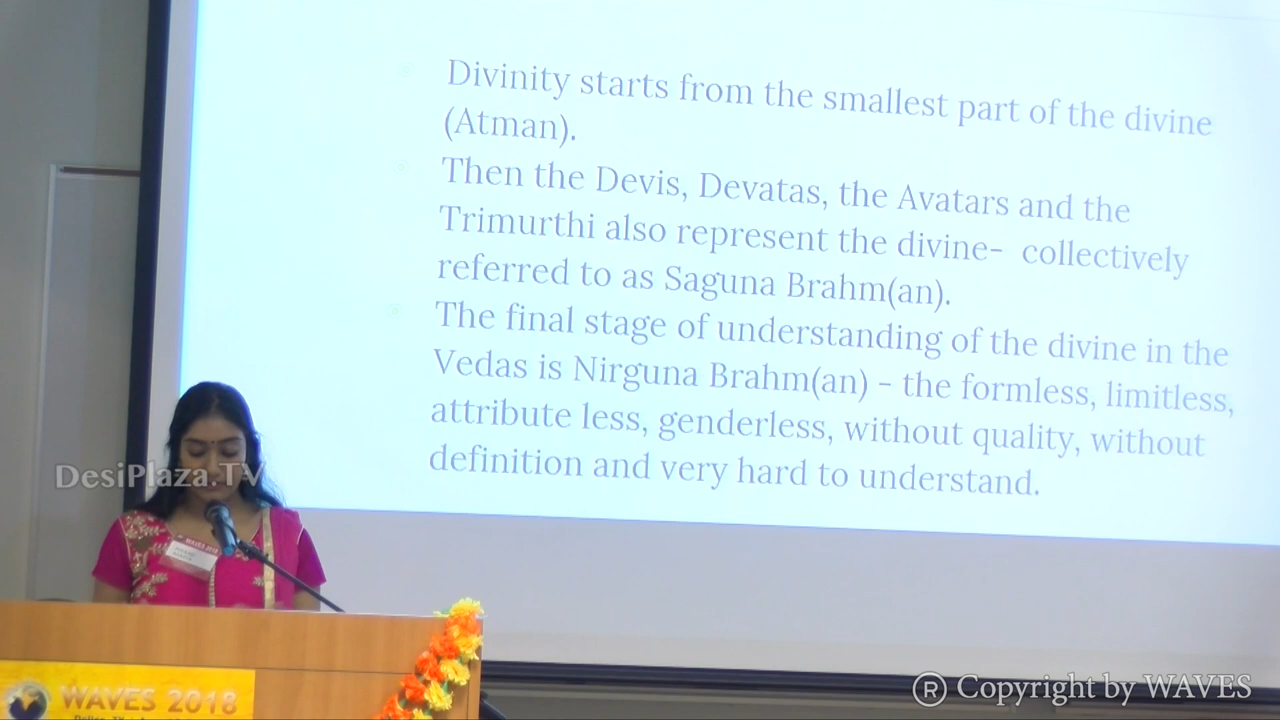 Divinity starts from the smallest part of the divine
(Atman).
Then the Devis, Devatas, the Avatars and the
Trimurthi also represent the divine- collectively
referred to as Saguna Brahm(an).
The final stage of understanding of the divine in the
Vedas is Nirguna Brahm(an) - the formless, limitless,
attribute less, genderless, without quality, without
definition and very hard to understand.
DesiPlaza.TV
WAVES 2018
WAVES 2018
® Copyright by WAVES